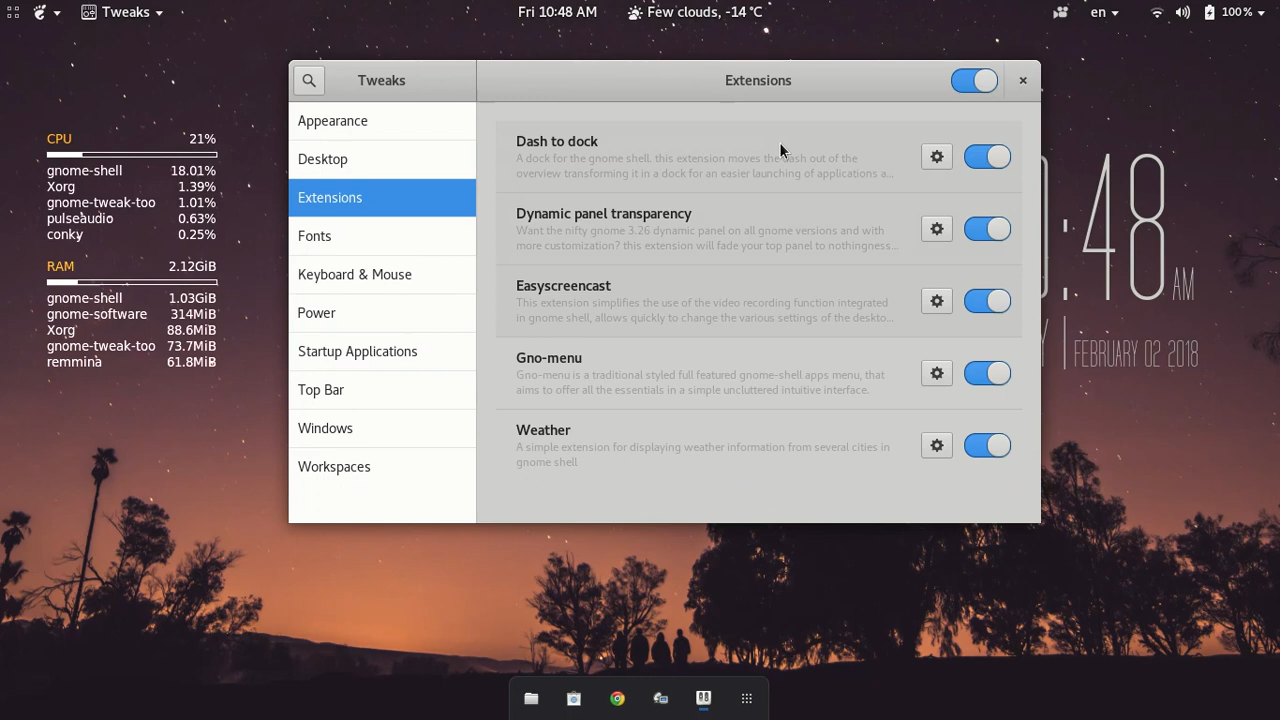 Tweaks
Fri 10:48 AM
Few clouds, -14 °C
en
100%
CPU 21%
gnome-shell 18.01%
Xorg 1.39%
gnome-tweak-too 1.01%
pulseaudio 0.63%
conky 0.25%
RAM 2.12GiB
gnome-shell 1.03GiB
gnome-software 314MiB
Xorg 88.6MiB
gnome-tweak-too 73.7MiB
remmina 61.8MiB
Tweaks
Appearance
Desktop
Extensions
Fonts
Keyboard & Mouse
Power
Startup Applications
Top Bar
Windows
Workspaces
Extensions
Dash to dock
A dock for the gnome shell. this extension moves the dash out of the
overview transforming it in a dock for an easier launching of applications a...
Dynamic panel transparency
Want the nifty gnome 3.26 dynamic panel on all gnome versions and with
more customization? this extension will fade your top panel to nothingness...
Easyscreencast
This extension simplifies the use of the video recording function integrated
in gnome shell, allows quickly to change the various settings of the deskto...
Gno-menu
Gno-menu is a traditional styled full featured gnome-shell apps menu, that
aims to offer all the essentials in a simple uncluttered intuitive interface.
Weather
A simple extension for displaying weather information from several cities in
gnome shell
:48 AM
Y FEBRUARY 02 2018